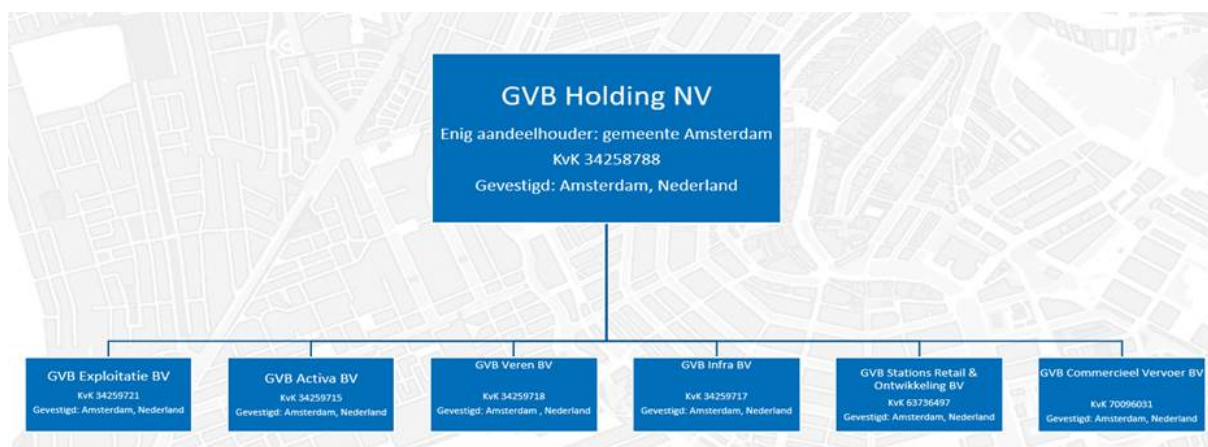 GVB Holding NV
Enig aandeelhouder: gemeente Amsterdam
KvK 34258788
Gevestigd: Amsterdam, Nederland
GVB Exploitatie BV
KvK 34259721
Gevestigd: Amsterdam, Nederland
GVB Activa BV
KvK 34259715
Gevestigd: Amsterdam, Nederland
GVB Veren BV
KvK 34259718
Gevestigd: Amsterdam , Nederland
GVB Infra BV
KvK 34259717
Gevestigd: Amsterdam, Nederland
GVB Stations Retail &
Ontwikkeling BV
KvK 63736497
Gevestigd: Amsterdam, Nederland
GVB Commercieel Vervoer BV
KvK 70096031
Gevestigd: Amsterdam, Nederland